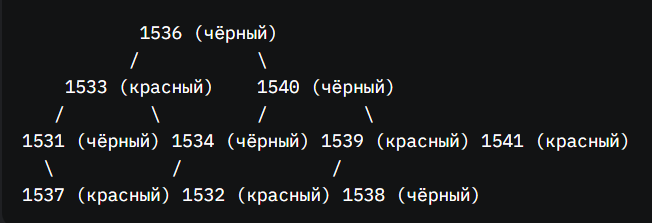 1536 (чёрный)
/ \
1533 (красный) 1540 (чёрный)
/ \ / \
1531 (чёрный) 1534 (чёрный) 1539 (красный) 1541 (красный)
\ / /
1537 (красный) 1532 (красный) 1538 (чёрный)